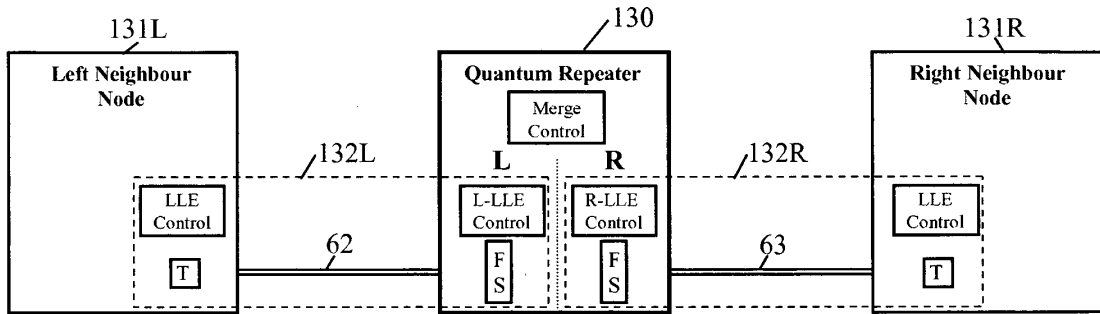 131L
130
131R
Left Neighbour
Node
Quantum Repeater
Right Neighbour
Node
Merge
Control
132L
L
R
132R
LLE
Control
L-LLE
Control
R-LLE
Control
LLE
Control
62
63
T
F
S
F
S
T